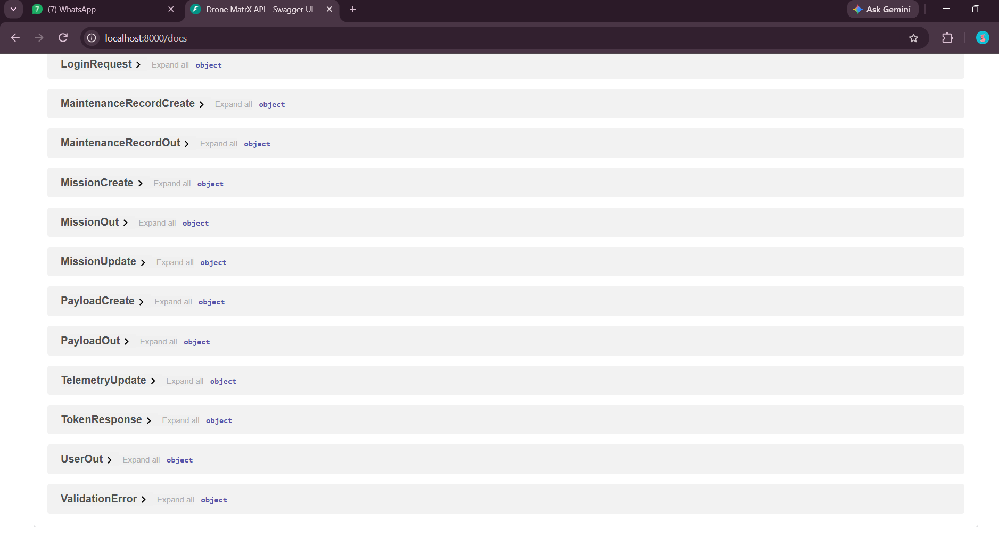 7 (7) WhatsApp
Drone MatrX API - Swagger UI
Ask Gemini
localhost:8000/docs
LoginRequest Expand all object
MaintenanceRecordCreate Expand all object
MaintenanceRecordOut Expand all object
MissionCreate Expand all object
MissionOut Expand all object
MissionUpdate Expand all object
PayloadCreate Expand all object
PayloadOut Expand all object
TelemetryUpdate Expand all object
TokenResponse Expand all object
UserOut Expand all object
ValidationError Expand all object